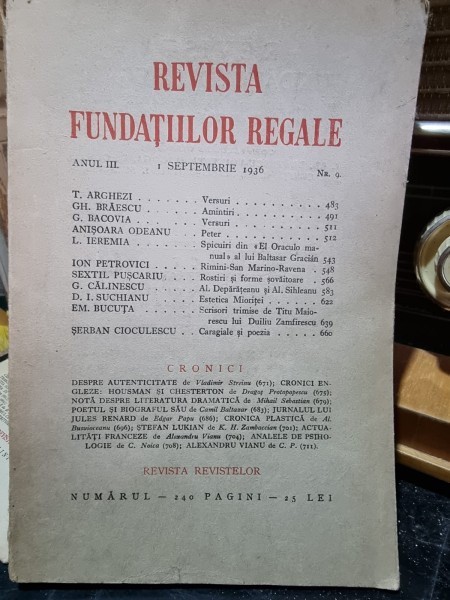 REVISTA
FUNDAȚIILOR REGALE
ANUL III. 1 SEPTEMBRIE 1936 Nr. 9.
T. ARGHEZI . . . . . . . Versuri . . . . . . . . . . 483
GH. BRĂESCU . . . . . . Amintiri . . . . . . . . . . 491
G. BACOVIA . . . . . . . Versuri . . . . . . . . . . 511
ANIȘOARA ODEANU . . Peter . . . . . . . . . . . 512
L. IEREMIA . . . . . . . Spicuiri din «El Oraculo ma-
nual» al lui Baltasar Gracián 543
ION PETROVICI . . . . . Rimini-San Marino-Ravena . 548
SEXTIL PUȘCARIU. . . . Rostiri și forme șovăitoare . 566
G. CĂLINESCU . . . . . Al. Depărățeanu și Al. Sihleanu 583
D. I. SUCHIANU . . . . Estetica Mioriței . . . . . . 622
EM. BUCUȚA . . . . . . Scrisori trimise de Titu Maio-
rescu lui Duiliu Zamfirescu 639
ȘERBAN CIOCULESCU . . Caragiale și poezia . . . . . 660
CRONICI
DESPRE AUTENTICITATE de Vladimir Streinu (671); CRONICI EN-
GLEZE: HOUSMAN ȘI CHESTERTON de Dragoș Protopopescu (675);
NOTĂ DESPRE LITERATURA DRAMATICĂ de Mihail Sebastian (679);
POETUL ȘI BIOGRAFUL SĂU de Camil Baltazar (683); JURNALUL LUI
JULES RENARD de Edgar Papu (686); CRONICA PLASTICĂ de Al.
Busuioceanu (696); ȘTEFAN LUKIAN de K. H. Zambaccian (701); ACTUA-
LITĂȚI FRANCEZE de Alexandru Vianu (704); ANALELE DE PSIHO-
LOGIE de C. Noica (708); ALEXANDRU VIANU de C. P. (711).
REVISTA REVISTELOR
NUMĂRUL — 240 PAGINI — 25 LEI